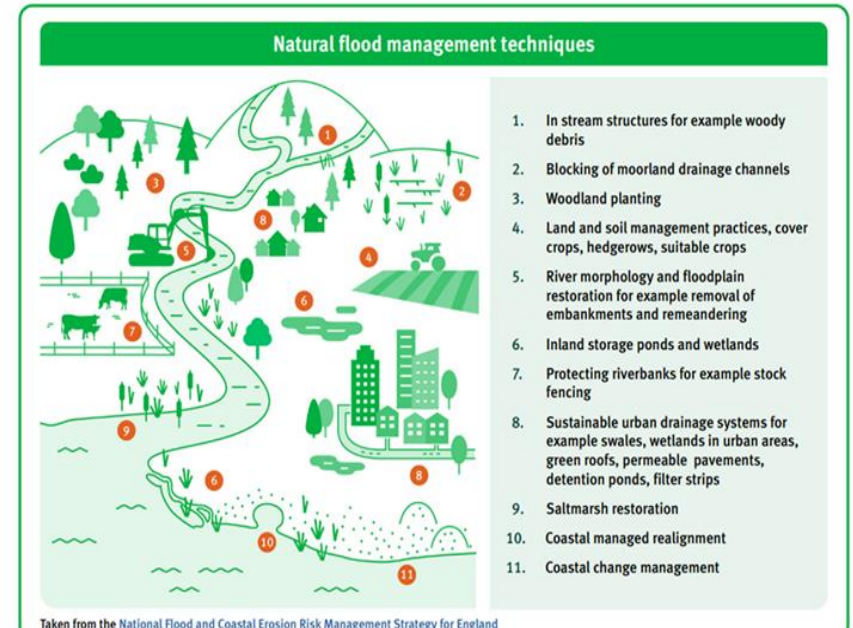 Natural flood management techniques
1
2
3
8
5
4
6
7
9
6
8
10
11
1. In stream structures for example woody
debris
2. Blocking of moorland drainage channels
3. Woodland planting
4. Land and soil management practices, cover
crops, hedgerows, suitable crops
5. River morphology and floodplain
restoration for example removal of
embankments and remeandering
6. Inland storage ponds and wetlands
7. Protecting riverbanks for example stock
fencing
8. Sustainable urban drainage systems for
example swales, wetlands in urban areas,
green roofs, permeable pavements,
detention ponds, filter strips
9. Saltmarsh restoration
10. Coastal managed realignment
11. Coastal change management
Taken from the National Flood and Coastal Erosion Risk Management Strategy for England